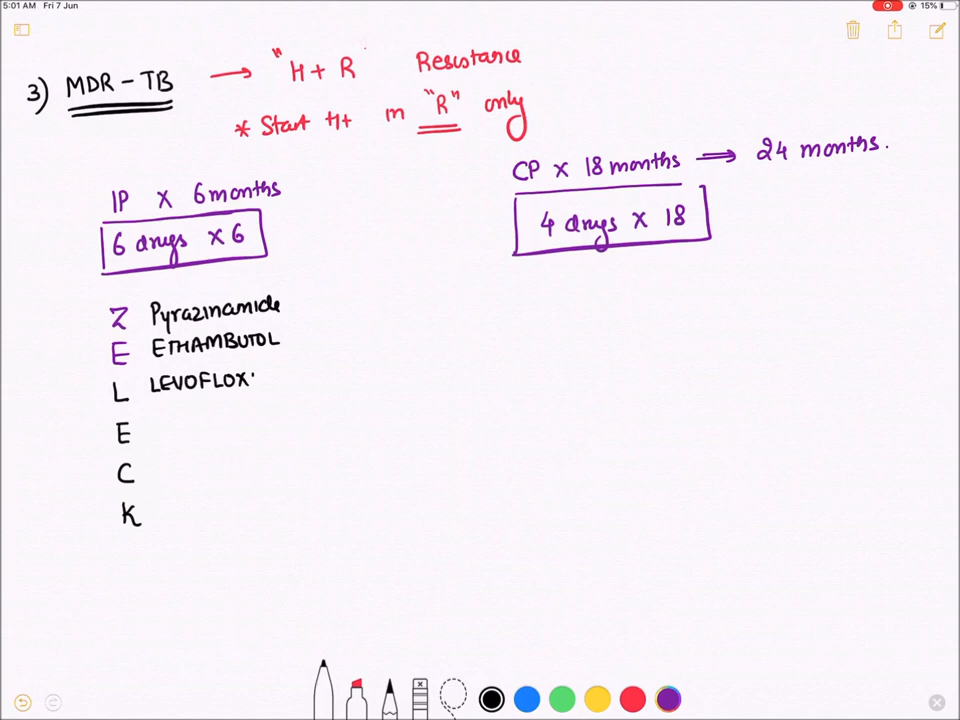 5:01 AM Fri 7 Jun
15%
3) MDR-TB → "H+ R Resistance
* Start Ht in "R" only
IP X 6 months
6 drugs x 6
CP X 18 months ⇒ 24 months.
4 drugs x 18
Z Pyrazinamide
E ETHAMBUTOL
L LEVOFLOX
E
C
K